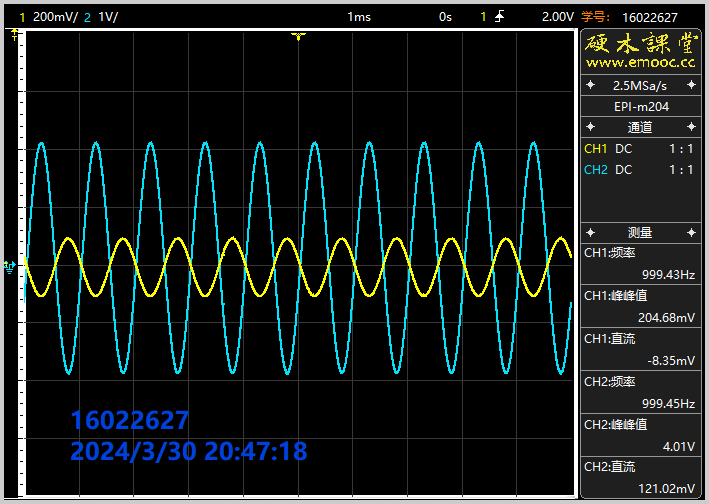 1 200mV/ 2 1V/ 1ms 0s 1 2.00V 学号: 16022627
硬木課堂
www.emooc.cc
2.5MSa/s
EPI-m204
通道
CH1 DC 1 : 1
CH2 DC 1 : 1
测量
CH1:频率
999.43Hz
CH1:峰峰值
204.68mV
CH1:直流
-8.35mV
CH2:频率
999.45Hz
CH2:峰峰值
4.01V
CH2:直流
121.02mV
16022627
2024/3/30 20:47:18